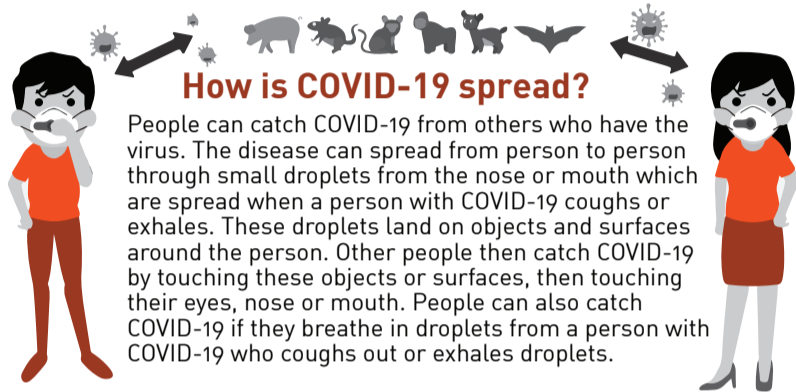 How is COVID-19 spread?
People can catch COVID-19 from others who have the
virus. The disease can spread from person to person
through small droplets from the nose or mouth which
are spread when a person with COVID-19 coughs or
exhales. These droplets land on objects and surfaces
around the person. Other people then catch COVID-19
by touching these objects or surfaces, then touching
their eyes, nose or mouth. People can also catch
COVID-19 if they breathe in droplets from a person with
COVID-19 who coughs out or exhales droplets.